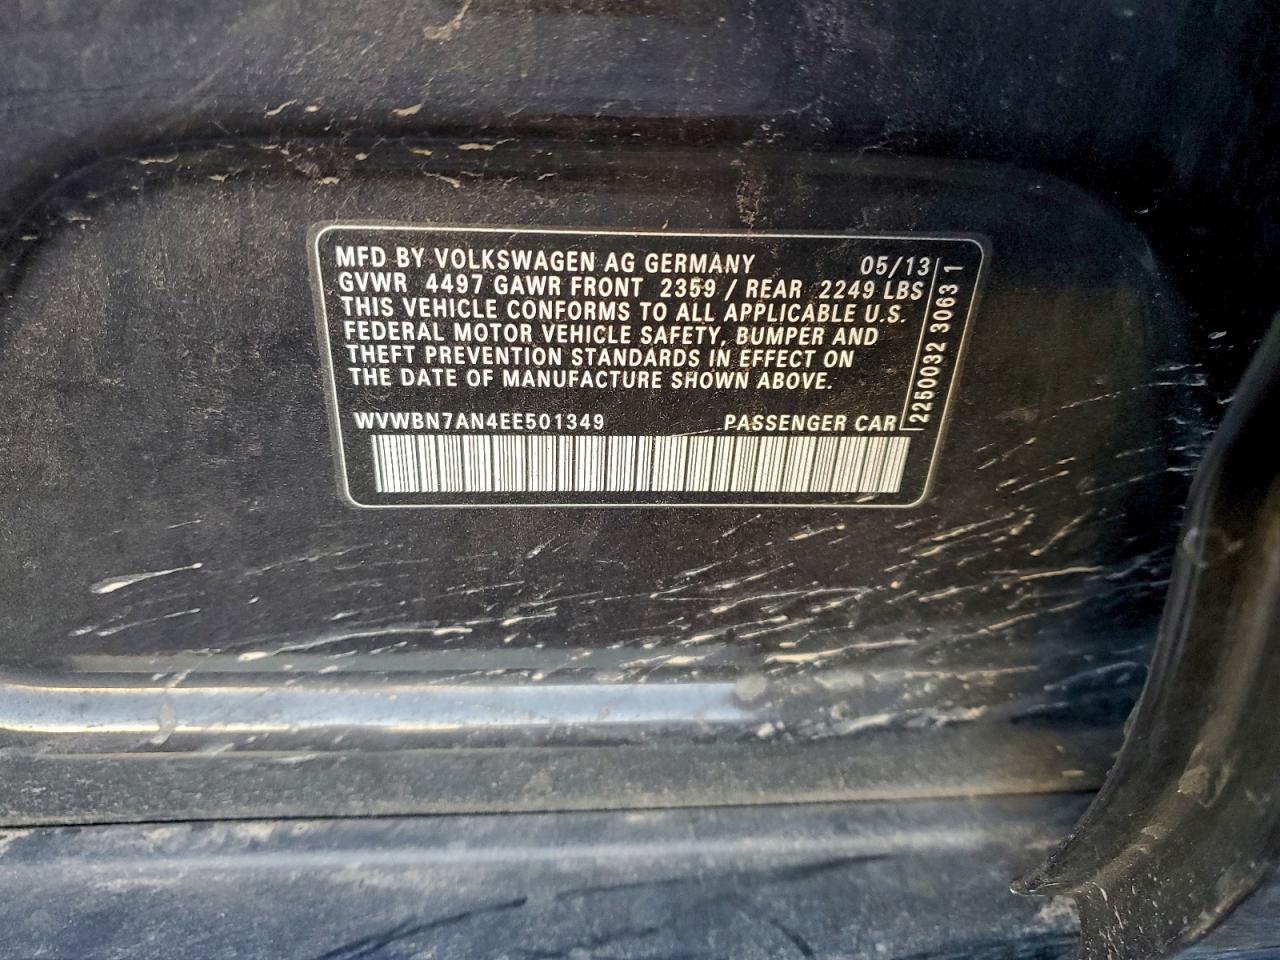 MFD BY VOLKSWAGEN AG GERMANY 05/13
GVWR 4497 GAWR FRONT 2359 / REAR 2249 LBS
THIS VEHICLE CONFORMS TO ALL APPLICABLE U.S.
FEDERAL MOTOR VEHICLE SAFETY, BUMPER AND
THEFT PREVENTION STANDARDS IN EFFECT ON
THE DATE OF MANUFACTURE SHOWN ABOVE.
WVWBN7AN4EE501349 PASSENGER CAR
2250032 30631